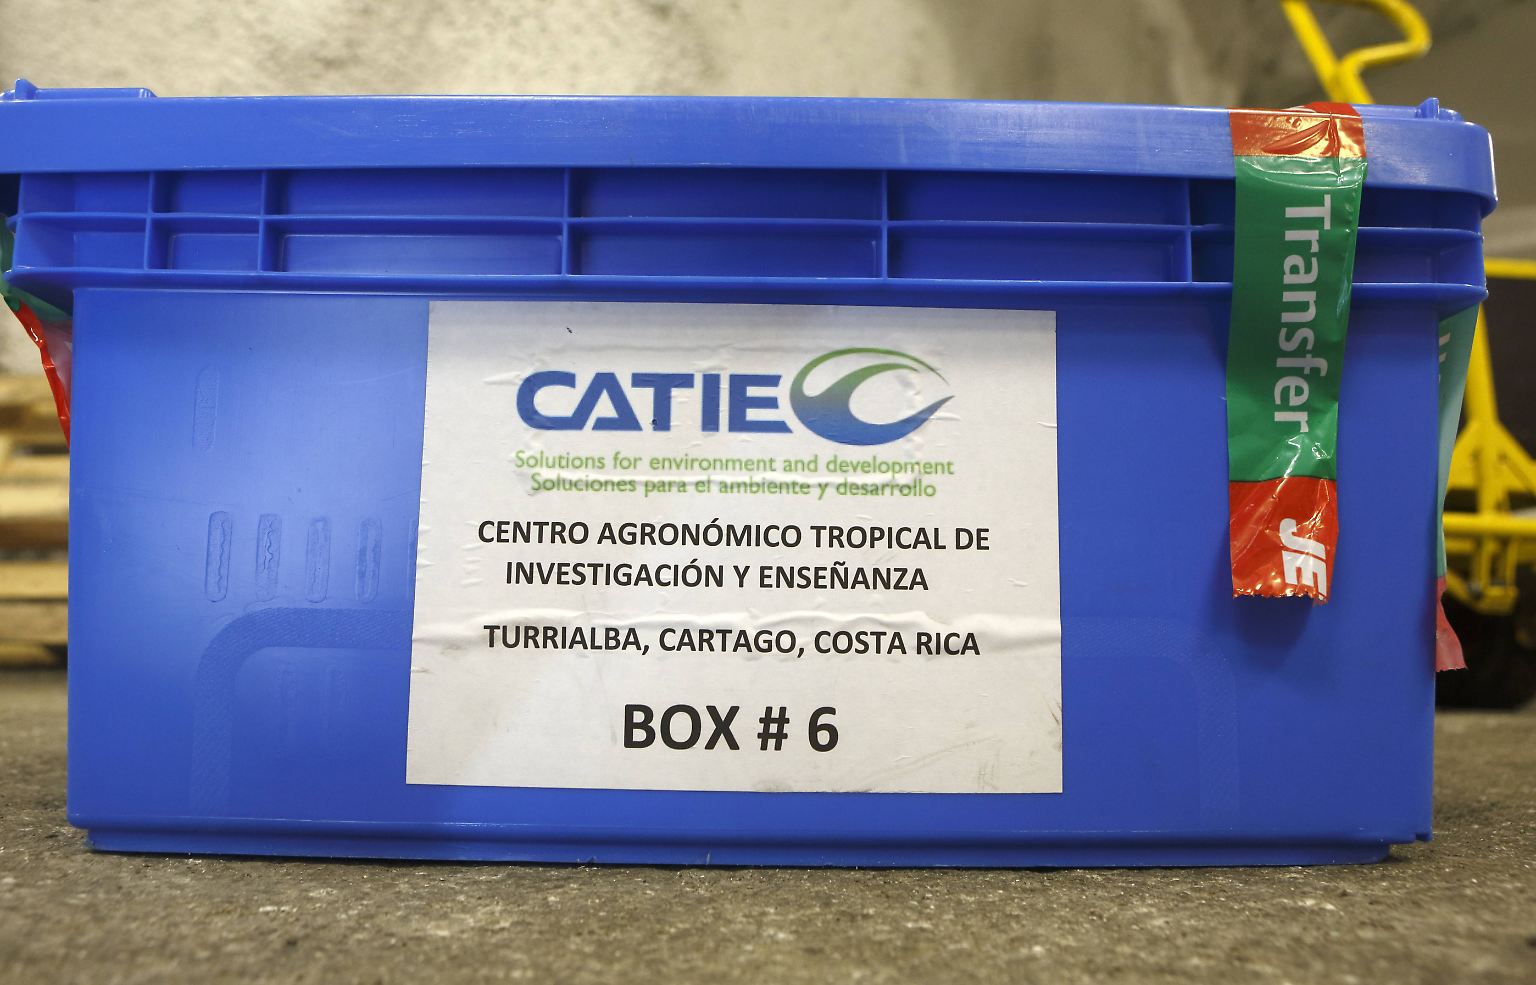 CATIE
Solutions for environment and development
Soluciones para el ambiente y desarrollo
CENTRO AGRONÓMICO TROPICAL DE
INVESTIGACIÓN Y ENSEÑANZA
TURRIALBA, CARTAGO, COSTA RICA
BOX # 6
Transfer
JE